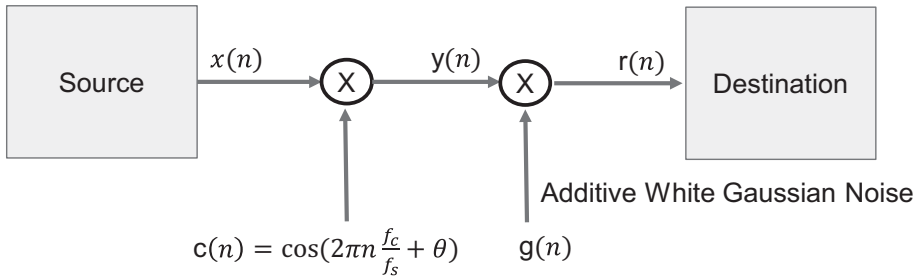 Source
x(n)
X
y(n)
X
r(n)
Destination
Additive White Gaussian Noise
c(n) = cos(2πn f_c/f_s + θ)
g(n)